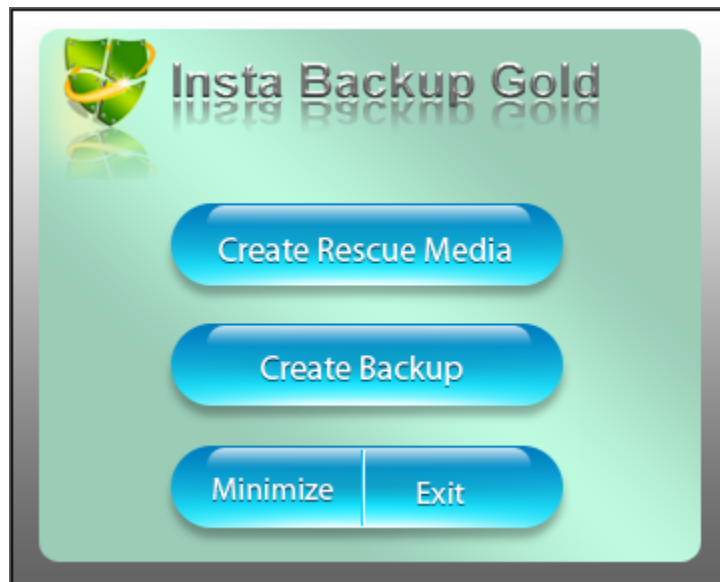 Insta Backup Gold
Create Rescue Media
Create Backup
Minimize Exit